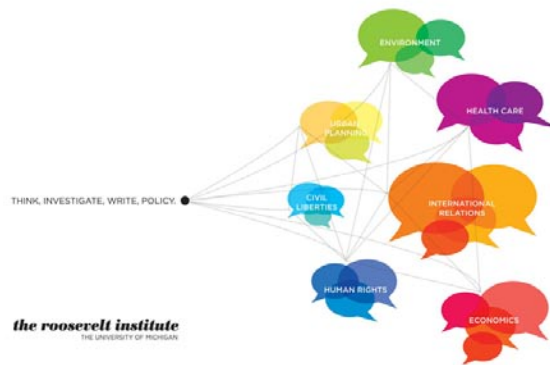 ENVIRONMENT
HEALTH CARE
URBAN
PLANNING
THINK, INVESTIGATE, WRITE, POLICY.
CIVIL
LIBERTIES
INTERNATIONAL
RELATIONS
HUMAN RIGHTS
ECONOMICS
the roosevelt institute
THE UNIVERSITY OF MICHIGAN